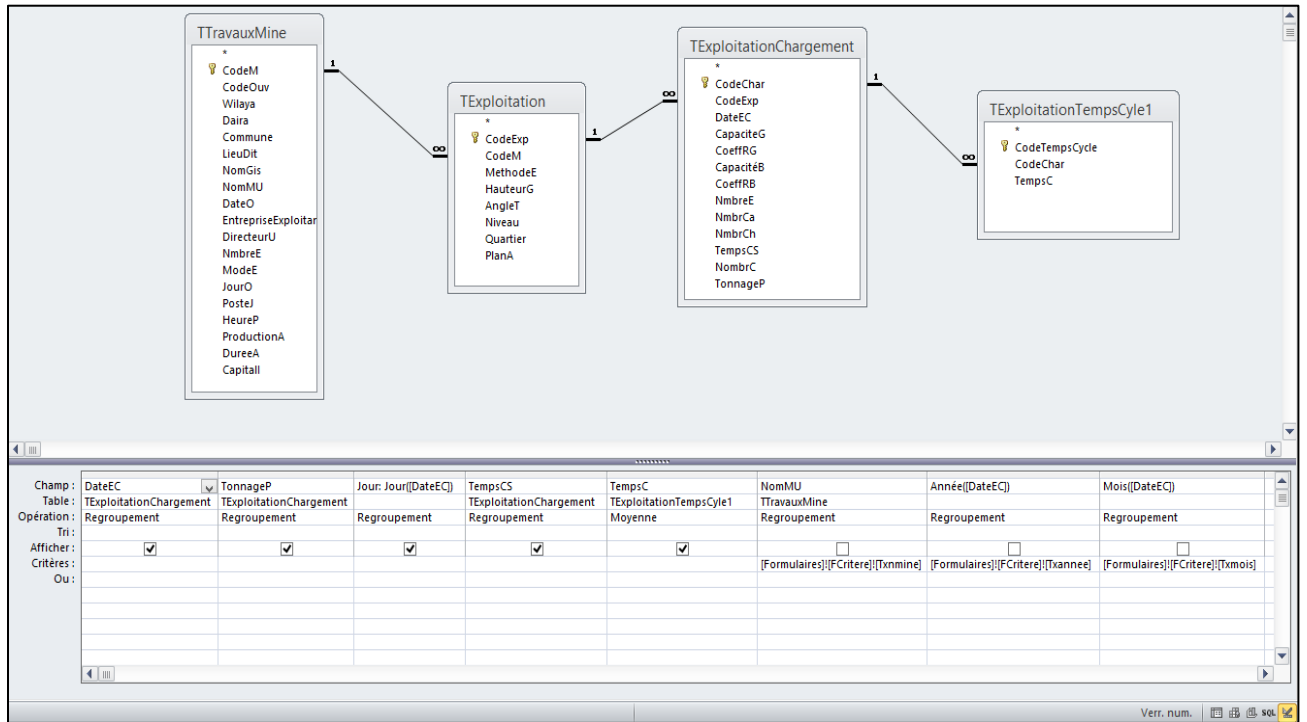 TTravauxMine
*
CodeM
CodeOuv
Wilaya
Daira
Commune
LieuDit
NomGis
NomMU
DateO
EntrepriseExploitar
DirecteurU
NmbreE
ModeE
JourO
PosteJ
HeureP
ProductionA
DureeA
Capitall
1
∞
TExploitation
*
CodeExp
CodeM
MethodeE
HauteurG
AngleT
Niveau
Quartier
PlanA
1
∞
TExploitationChargement
*
CodeChar
CodeExp
DateEC
CapaciteG
CoeffRG
CapacitéB
CoeffRB
NmbreE
NmbrCa
NmbrCh
TempsCS
NombrC
TonnageP
1
∞
TExploitationTempsCyle1
*
CodeTempsCycle
CodeChar
TempsC
Champ : DateEC TonnageP Jour: Jour([DateEC]) TempsCS TempsC NomMU Année([DateEC]) Mois([DateEC])
Table : TExploitationChargement TExploitationChargement TExploitationChargement TExploitationTempsCyle1 TTravauxMine
Opération : Regroupement Regroupement Regroupement Regroupement Moyenne Regroupement Regroupement Regroupement
Tri :
Afficher :
Critères : [Formulaires]![FCritere]![Txnmine] [Formulaires]![FCritere]![Txannee] [Formulaires]![FCritere]![Txmois]
Ou :
Verr. num. SQL